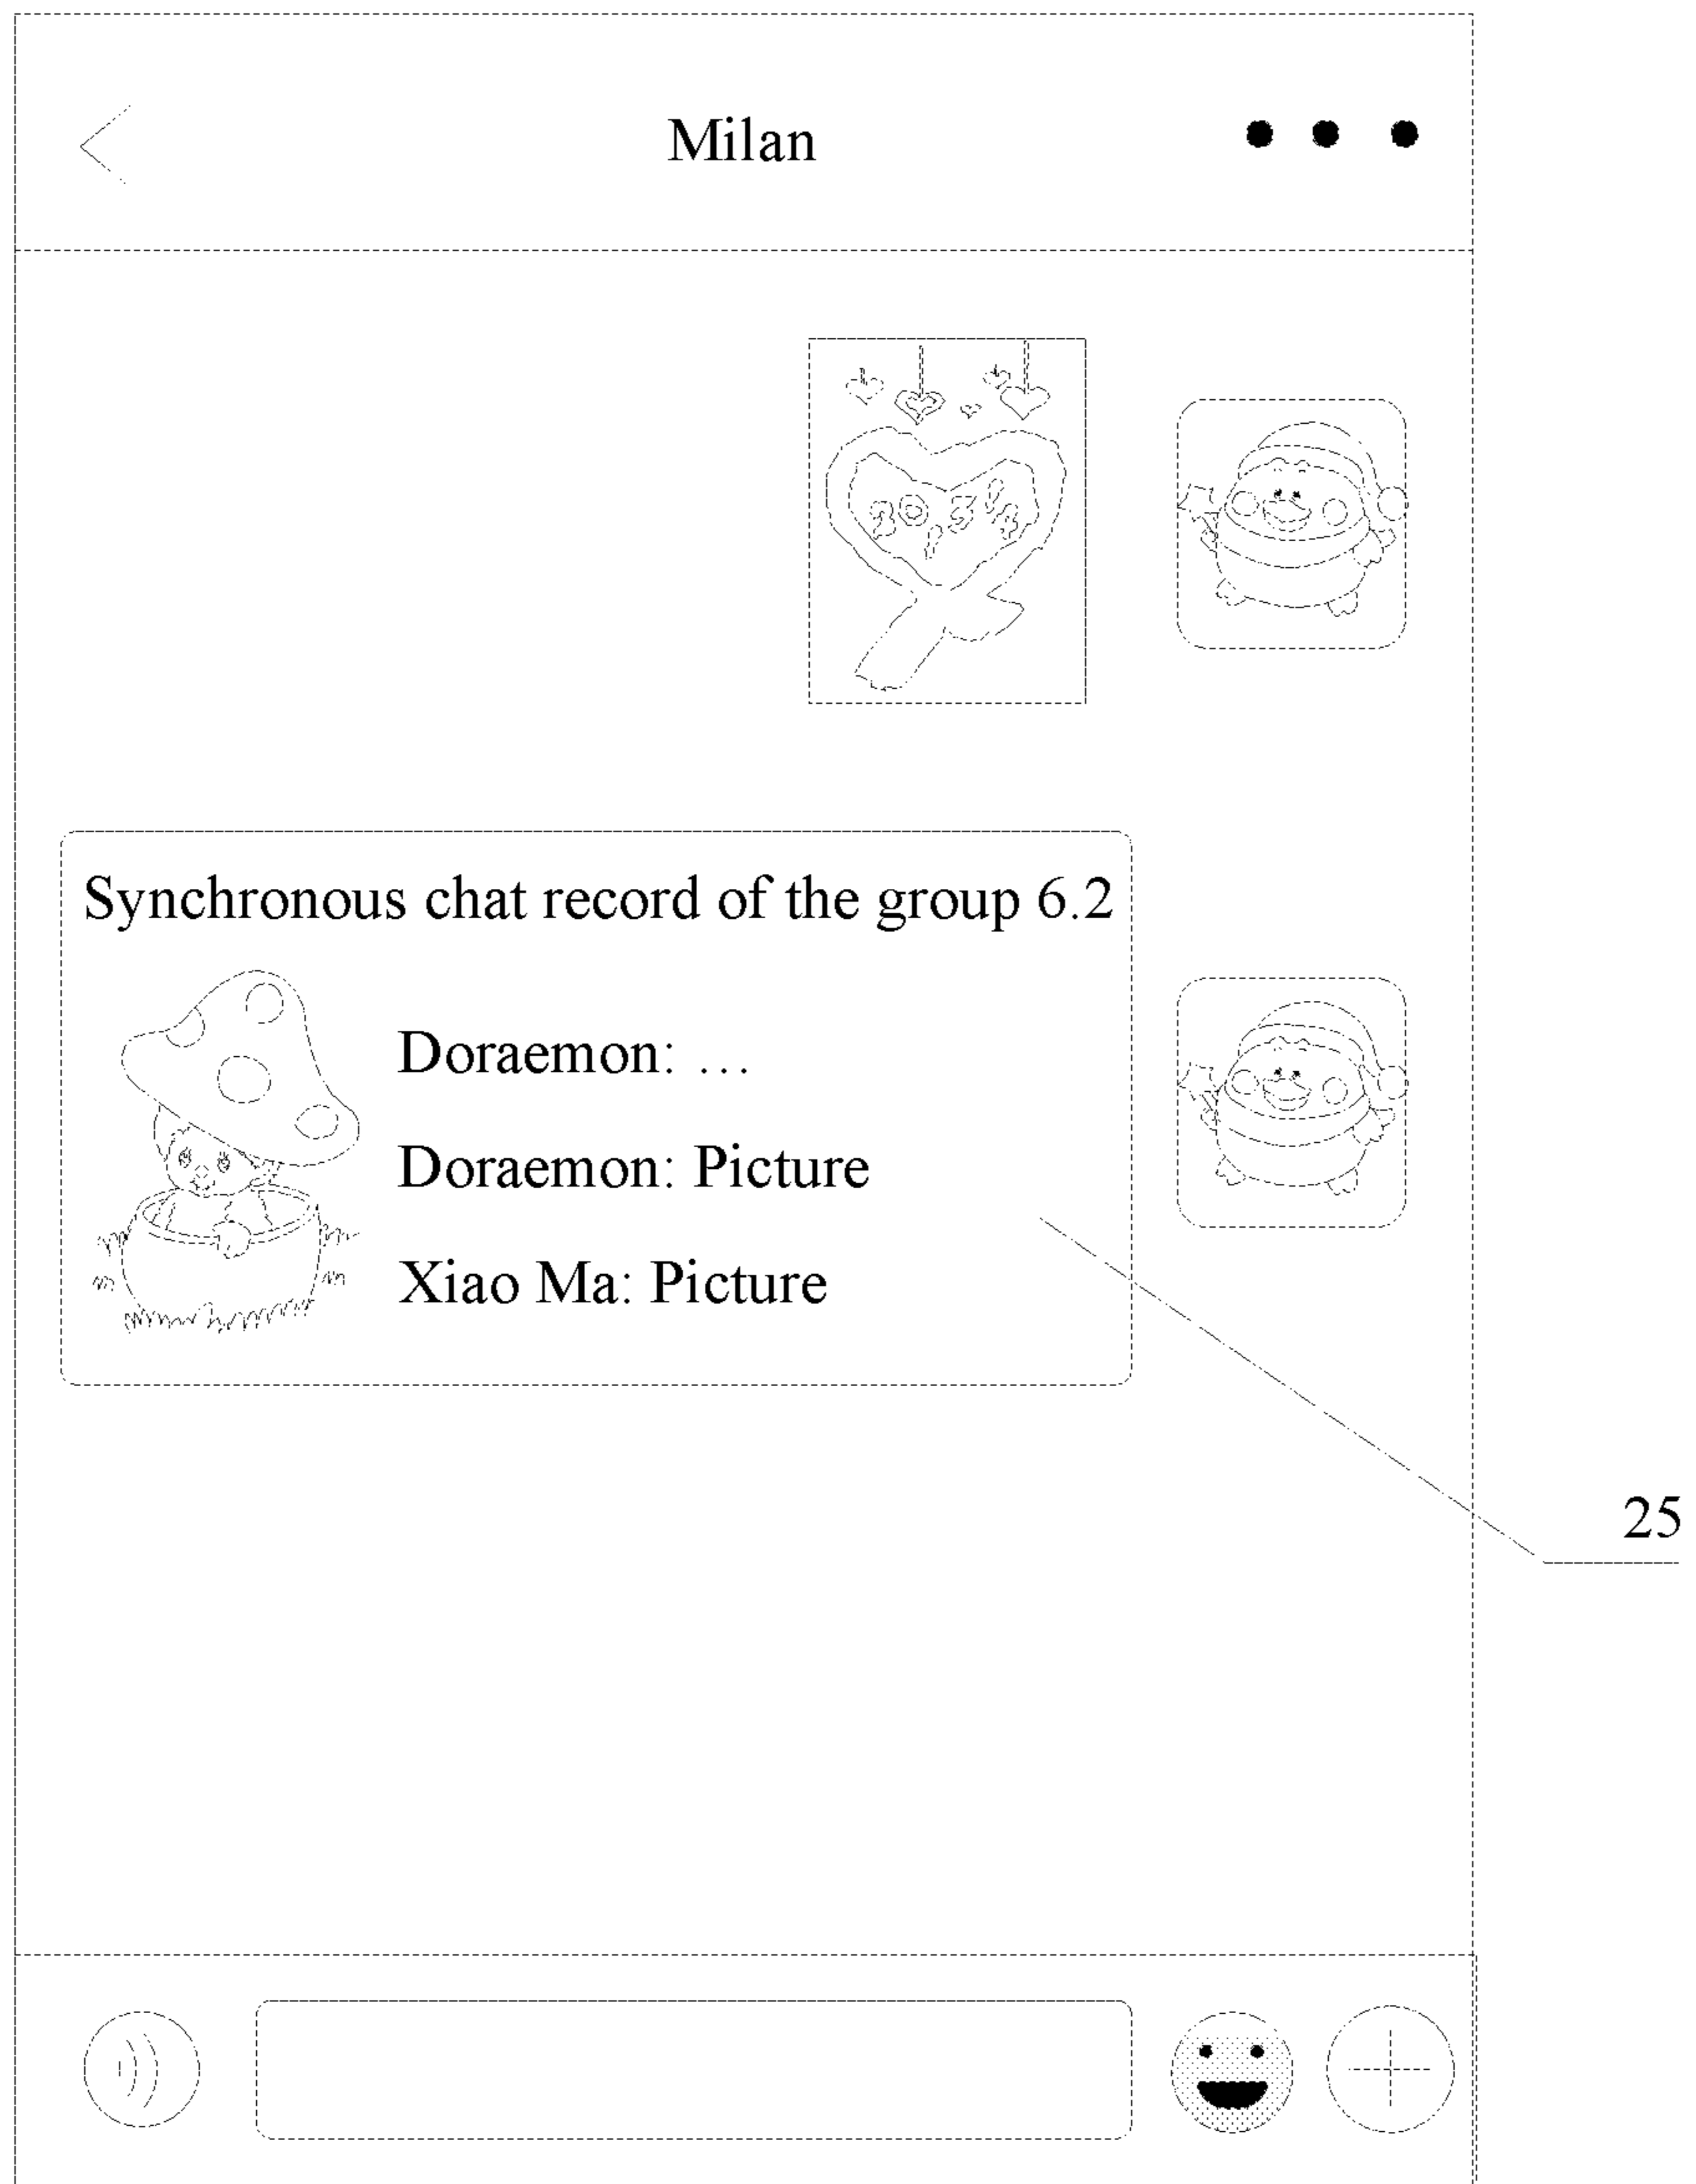 Milan
Synchronous chat record of the group 6.2
Doraemon: …
Doraemon: Picture
Xiao Ma: Picture
25